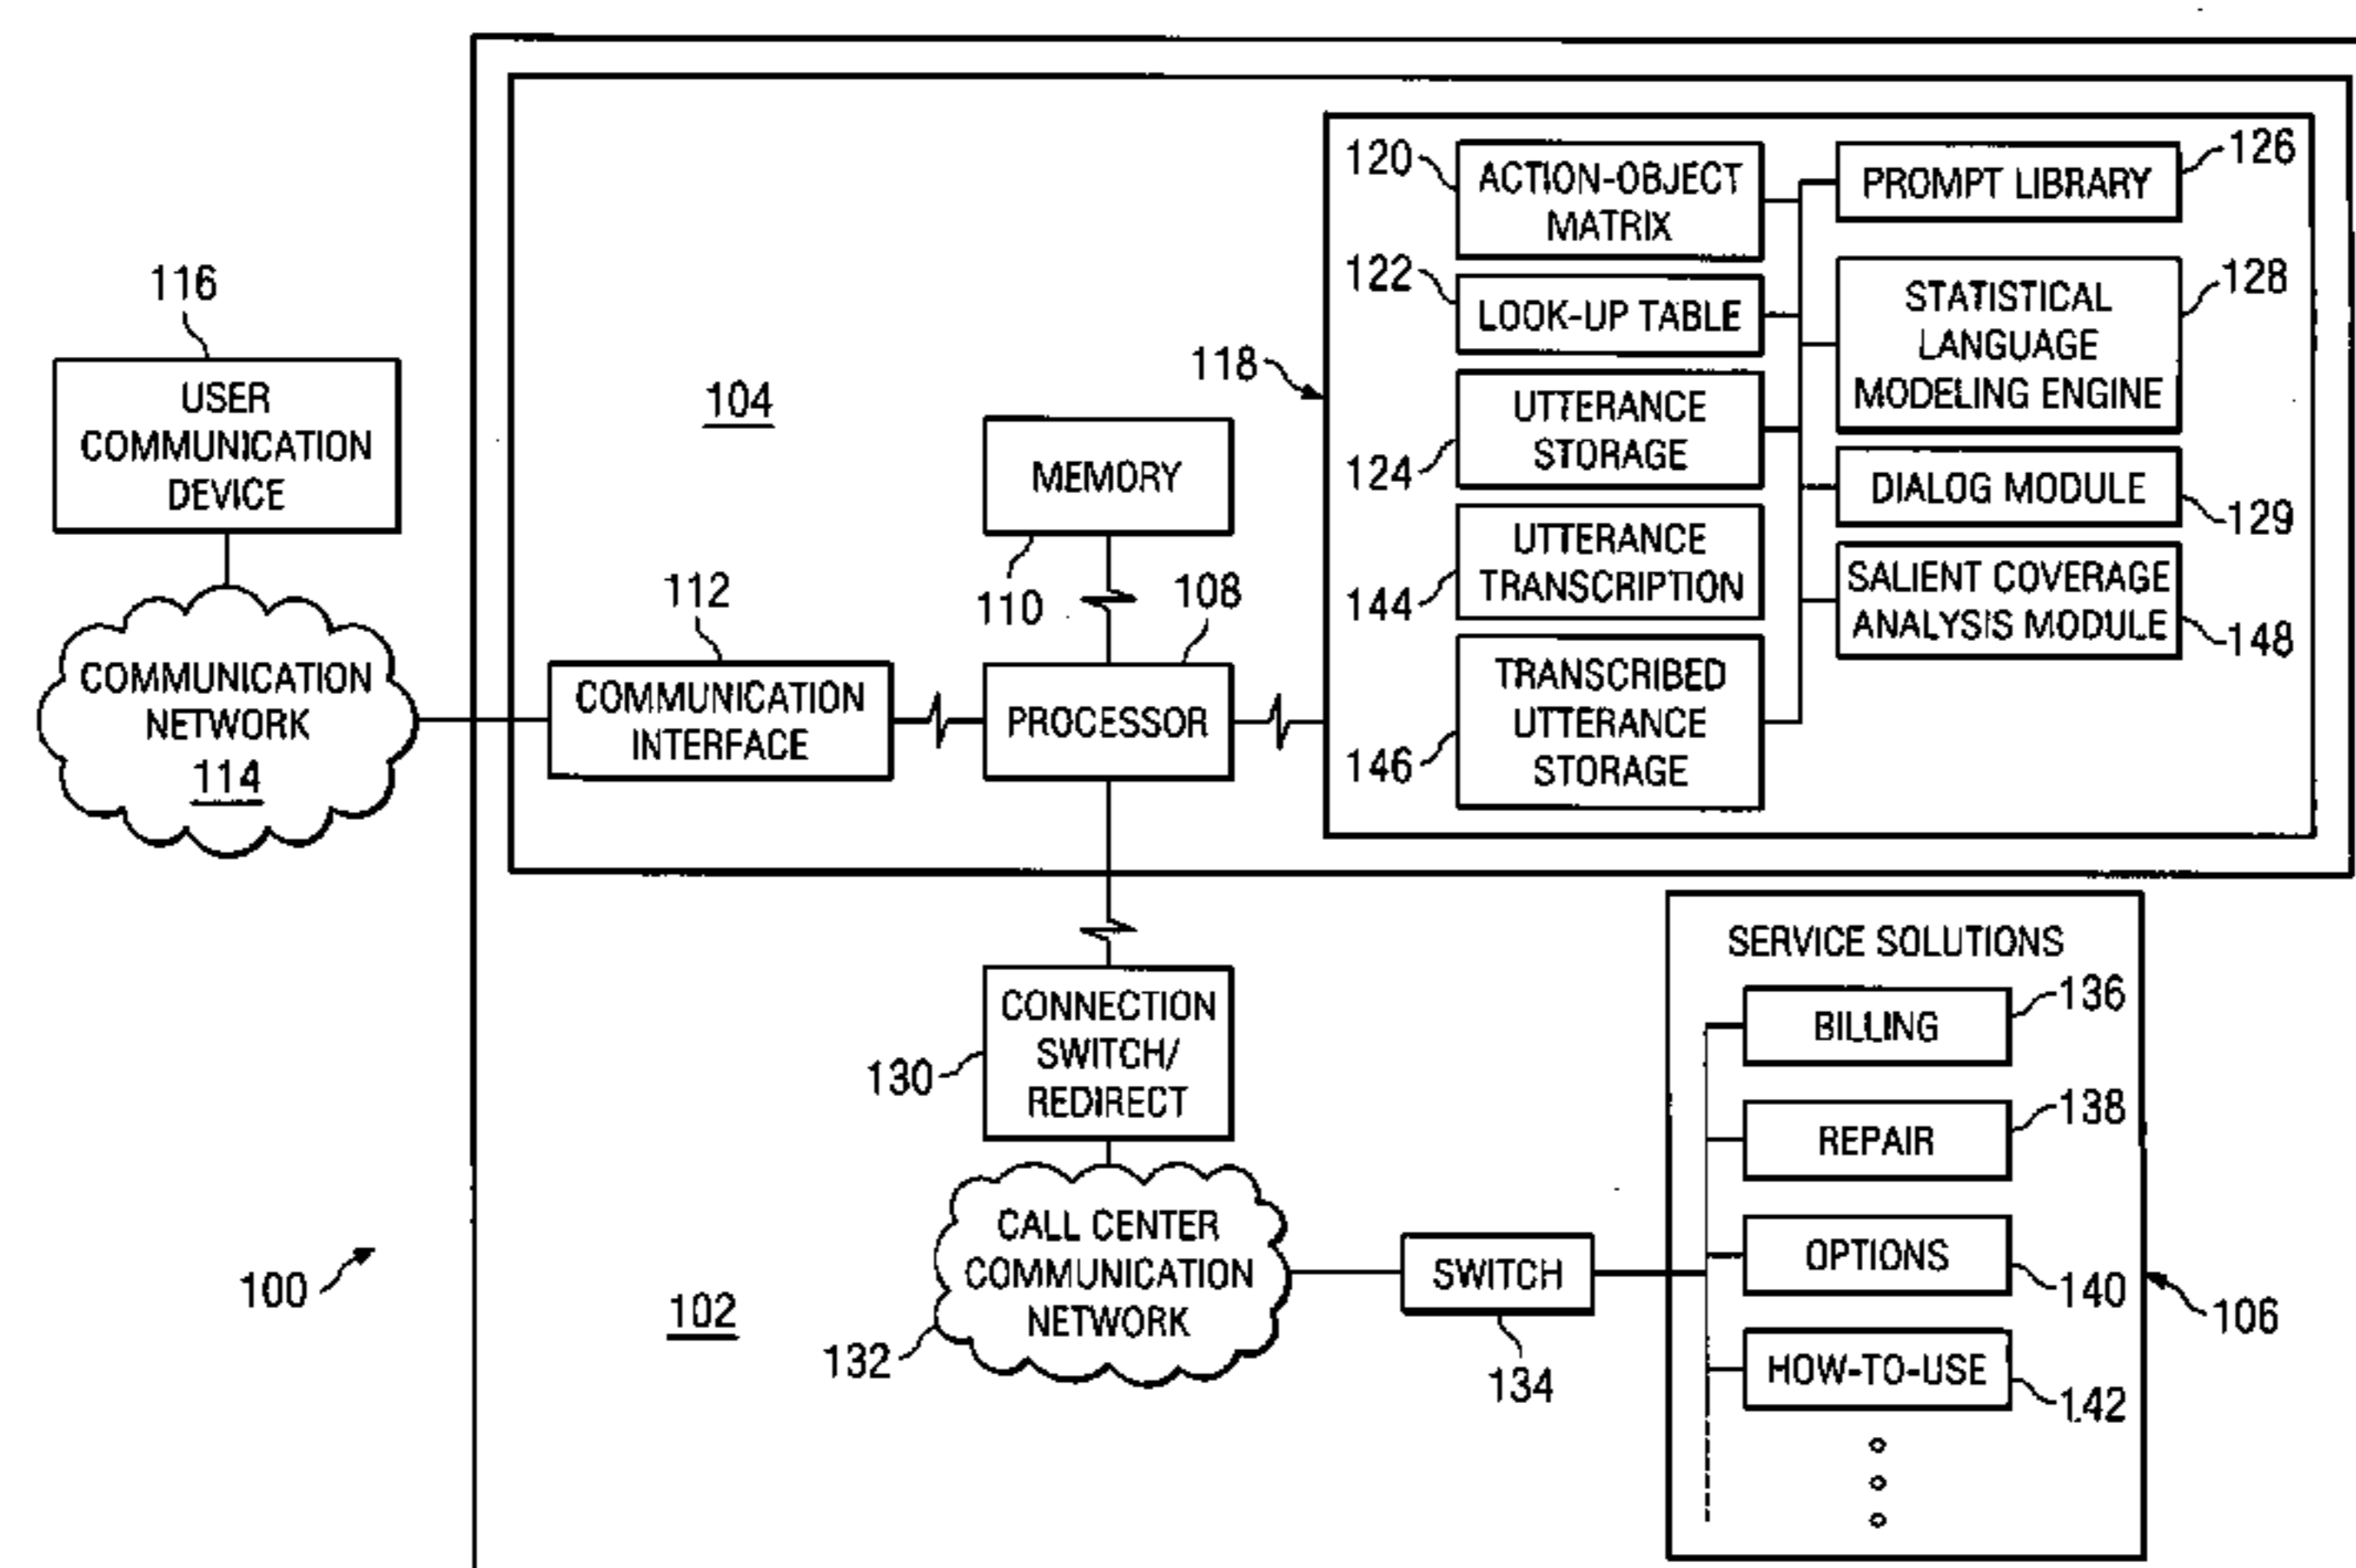 116
USER
COMMUNICATION
DEVICE
COMMUNICATION
NETWORK
114
104
112
COMMUNICATION
INTERFACE
MEMORY
110
108
PROCESSOR
118
120
ACTION-OBJECT
MATRIX
122
LOOK-UP TABLE
124
UTTERANCE
STORAGE
144
UTTERANCE
TRANSCRIPTION
146
TRANSCRIBED
UTTERANCE
STORAGE
126
PROMPT LIBRARY
128
STATISTICAL
LANGUAGE
MODELING ENGINE
DIALOG MODULE
129
SALIENT COVERAGE
ANALYSIS MODULE
148
130
CONNECTION
SWITCH/
REDIRECT
CALL CENTER
COMMUNICATION
NETWORK
132
100
102
SWITCH
134
SERVICE SOLUTIONS
BILLING
136
REPAIR
138
OPTIONS
140
HOW-TO-USE
142
106